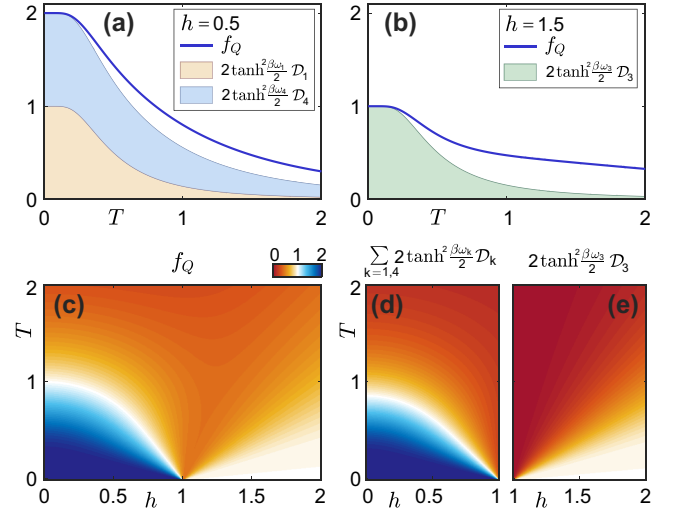 (a)
h = 0.5
f_Q
2 tanh² βω₁/2 𝒟₁
2 tanh² βω₄/2 𝒟₄
2
1
0
0 1 2
T
(b)
h = 1.5
f_Q
2 tanh² βω₃/2 𝒟₃
2
1
0
0 1 2
T
f_Q
0 1 2
(c)
T
2
1
0
0 0.5 1 1.5 2
h
∑ k=1,4 2 tanh² βωₖ/2 𝒟ₖ
(d)
T
2
1
0
0 0.5 1
h
2 tanh² βω₃/2 𝒟₃
(e)
1 1.5 2
h